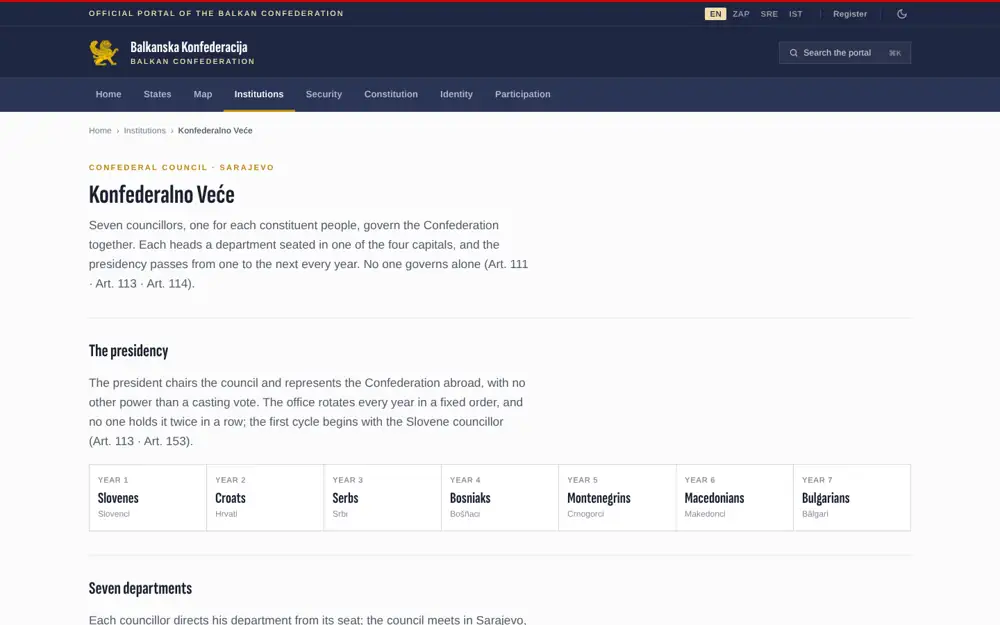 OFFICIAL PORTAL OF THE BALKAN CONFEDERATION
EN ZAP SRE IST Register
Balkanska Konfederacija
BALKAN CONFEDERATION
Search the portal ⌘K
Home States Map Institutions Security Constitution Identity Participation
Home › Institutions › Konfederalno Veće
CONFEDERAL COUNCIL · SARAJEVO
Konfederalno Veće
Seven councillors, one for each constituent people, govern the Confederation
together. Each heads a department seated in one of the four capitals, and the
presidency passes from one to the next every year. No one governs alone (Art. 111
· Art. 113 · Art. 114).
The presidency
The president chairs the council and represents the Confederation abroad, with no
other power than a casting vote. The office rotates every year in a fixed order, and
no one holds it twice in a row; the first cycle begins with the Slovene councillor
(Art. 113 · Art. 153).
YEAR 1 YEAR 2 YEAR 3 YEAR 4 YEAR 5 YEAR 6 YEAR 7
Slovenes Croats Serbs Bosniaks Montenegrins Macedonians Bulgarians
Slovenci Hrvati Srbi Bošňaci Crnogorci Makedonci Bălgari
Seven departments
Each councillor directs his department from its seat; the council meets in Sarajevo,